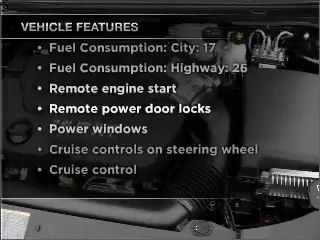 VEHICLE FEATURES
• Fuel Consumption: City: 17
• Fuel Consumption: Highway: 26
• Remote engine start
• Remote power door locks
• Power windows
• Cruise controls on steering wheel
• Cruise control